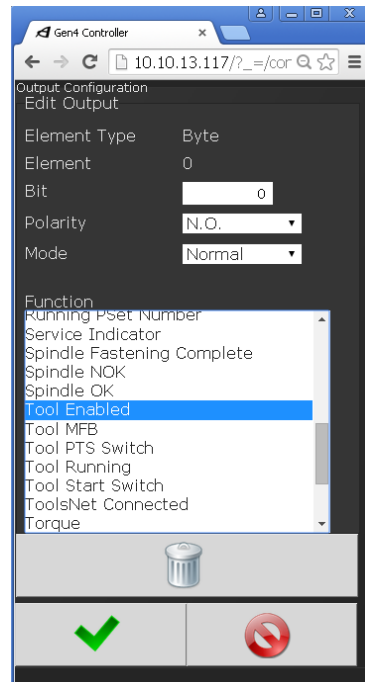 Gen4 Controller
10.10.13.117/?_=/cor
Output Configuration
Edit Output
Element Type Byte
Element 0
Bit 0
Polarity N.O.
Mode Normal
Function
Running PSet Number
Service Indicator
Spindle Fastening Complete
Spindle NOK
Spindle OK
Tool Enabled
Tool MFB
Tool PTS Switch
Tool Running
Tool Start Switch
ToolsNet Connected
Torque